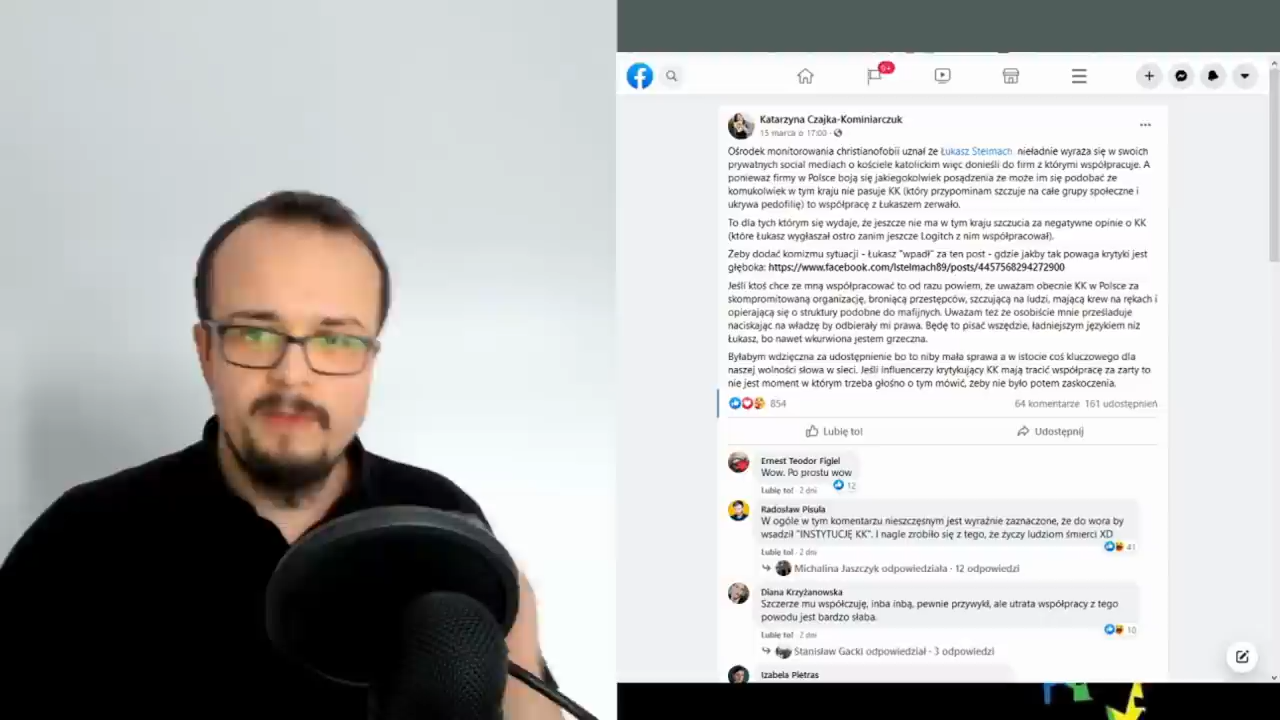 9+
Katarzyna Czajka-Kominiarczuk
15 marca o 17:00 ·
Ośrodek monitorowania christianofobii uznał że Łukasz Stelmach nieładnie wyraża się w swoich
prywatnych social mediach o kościele katolickim więc donieśli do firm z którymi współpracuje. A
ponieważ firmy w Polsce boją się jakiegokolwiek posądzenia że może im się podobać że
komukolwiek w tym kraju nie pasuje KK (który przypominam szczuje na całe grupy społeczne i
ukrywa pedofilię) to współpracę z Łukaszem zerwało.
To dla tych którym się wydaje, że jeszcze nie ma w tym kraju szczucia za negatywne opinie o KK
(które Łukasz wygłaszał ostro zanim jeszcze Logitch z nim współpracował).
Żeby dodać komizmu sytuacji - Łukasz "wpadł" za ten post - gdzie jakby tak powaga krytyki jest
głęboka: https://www.facebook.com/lstelmach89/posts/4457568294272900
Jeśli ktoś chce ze mną współpracować to od razu powiem, że uważam obecnie KK w Polsce za
skompromitowaną organizację, broniącą przestępców, szczującą na ludzi, mającą krew na rękach i
opierającą się o struktury podobne do mafijnych. Uważam też że osobiście mnie prześladuje
naciskając na władzę by odbierały mi prawa. Będę to pisać wszędzie, ładniejszym językiem niż
Łukasz, bo nawet wkurwiona jestem grzeczna.
Byłabym wdzięczna za udostępnienie bo to niby mała sprawa a w istocie coś kluczowego dla
naszej wolności słowa w sieci. Jeśli influencerzy krytykujący KK mają tracić współpracę za żarty to
nie jest moment w którym trzeba głośno o tym mówić, żeby nie było potem zaskoczenia.
854 64 komentarze 161 udostępnień
Lubię to! Udostępnij
Ernest Teodor Figiel
Wow. Po prostu wow
12
Lubię to! · 2 dni
Radosław Pisula
W ogóle w tym komentarzu nieszczęsnym jest wyraźnie zaznaczone, że do wora by
wsadził "INSTYTUCJĘ KK". I nagle zrobiło się z tego, że życzy ludziom śmierci XD
41
Lubię to! · 2 dni
Michalina Jaszczyk odpowiedziała · 12 odpowiedzi
Diana Krzyżanowska
Szczerze mu współczuję, inba inbą, pewnie przywykł, ale utrata współpracy z tego
powodu jest bardzo słaba.
10
Lubię to! · 2 dni
Stanisław Gacki odpowiedział · 3 odpowiedzi
Izabela Pietras